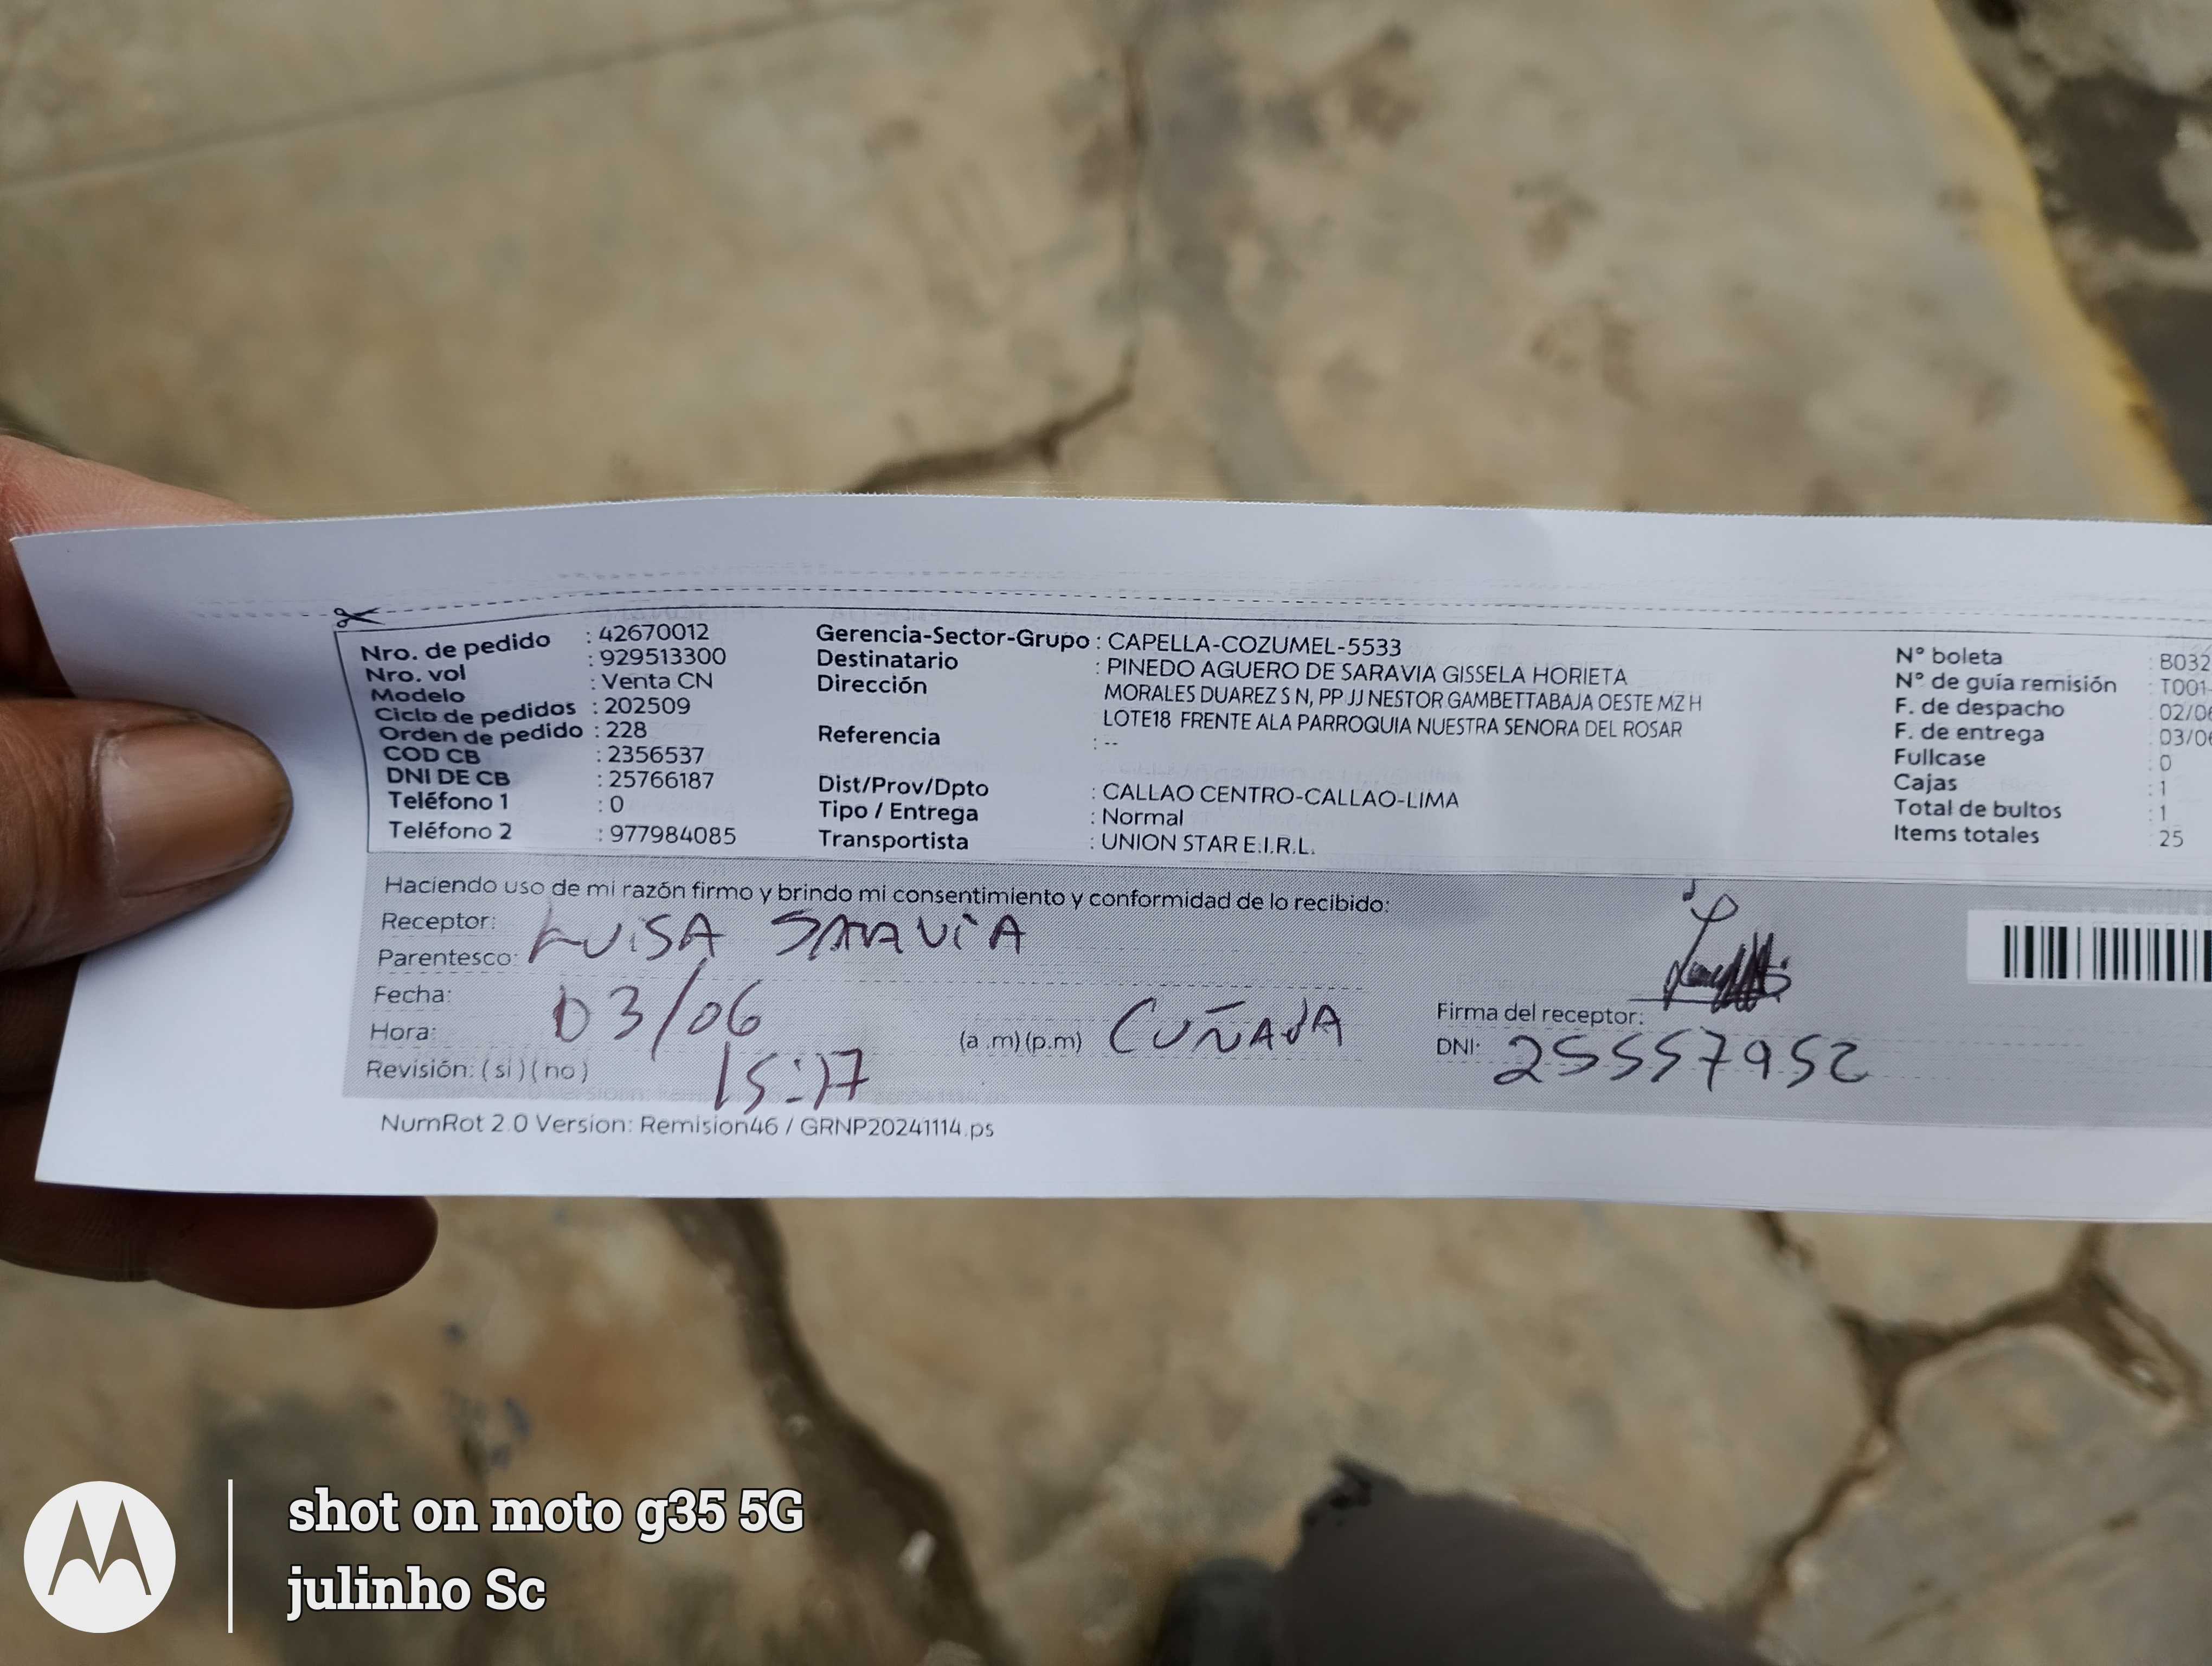 Nro. de pedido : 42670012
Nro. vol : 929513300
Modelo : Venta CN
Ciclo de pedidos : 202509
Orden de pedido : 228
COD CB : 2356537
DNI DE CB : 25766187
Teléfono 1 : 0
Teléfono 2 : 977984085
Gerencia-Sector-Grupo : CAPELLA-COZUMEL-5533
Destinatario : PINEDO AGUERO DE SARAVIA GISSELA HORIETA
Dirección MORALES DUAREZ S N, PP JJ NESTOR GAMBETTABAJA OESTE MZ H
LOTE18 FRENTE ALA PARROQUIA NUESTRA SENORA DEL ROSAR
Referencia : --
Dist/Prov/Dpto : CALLAO CENTRO-CALLAO-LIMA
Tipo / Entrega : Normal
Transportista : UNION STAR E.I.R.L.
N° boleta : B032
N° de guía remisión : T001-
F. de despacho : 02/06
F. de entrega : 03/06
Fullcase : 0
Cajas : 1
Total de bultos : 1
Items totales : 25
Haciendo uso de mi razón firmo y brindo mi consentimiento y conformidad de lo recibido:
Receptor: LUISA SARAVIA
Parentesco:
Fecha: 03/06
Hora: 15:17 (a .m) (p.m) CUÑADA
Revisión: ( si ) ( no )
Firma del receptor:
DNI: 25557952
NumRot 2.0 Version: Remision46 / GRNP20241114.ps
shot on moto g35 5G
julinho Sc